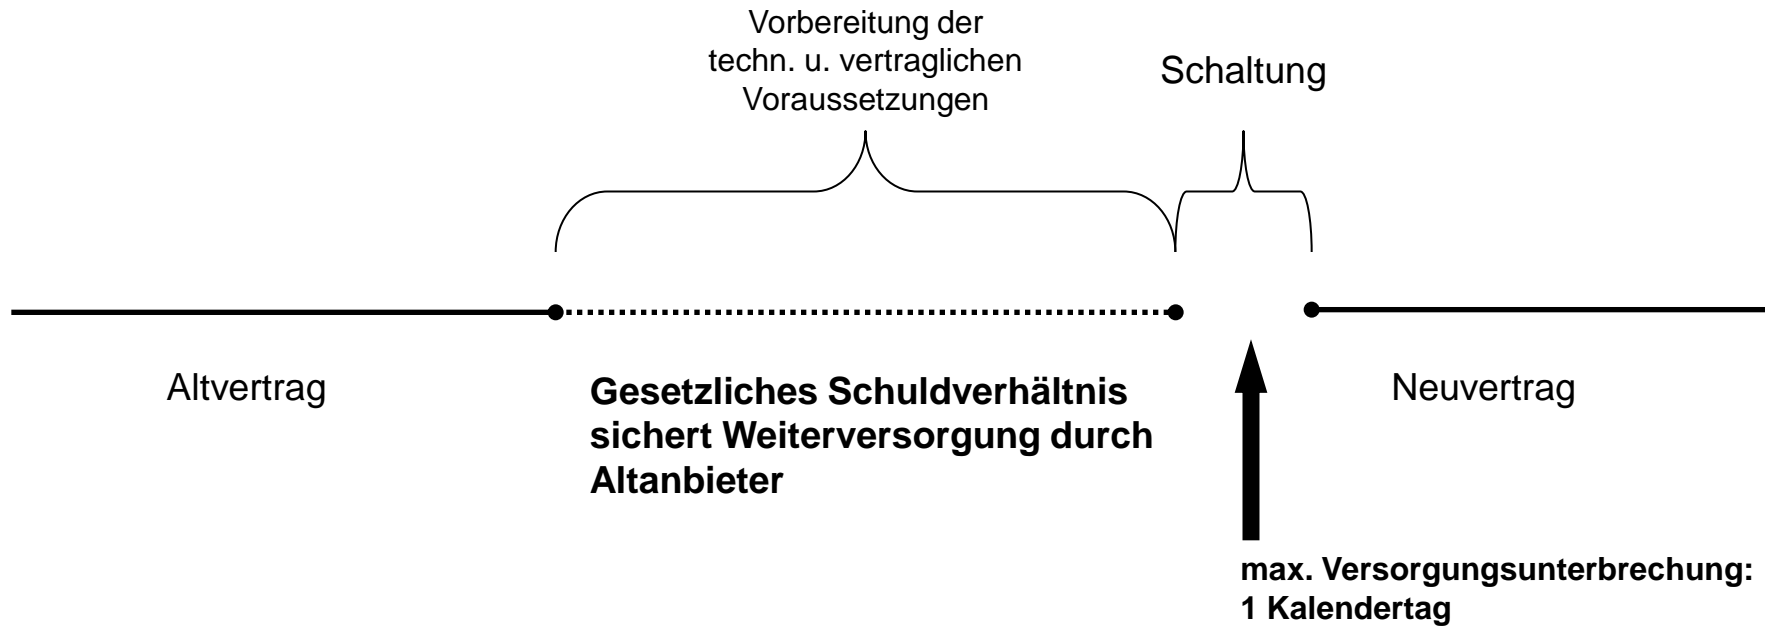 Vorbereitung der
techn. u. vertraglichen
Voraussetzungen
Schaltung
Altvertrag
Gesetzliches Schuldverhältnis
sichert Weiterversorgung durch
Altanbieter
Neuvertrag
max. Versorgungsunterbrechung:
1 Kalendertag